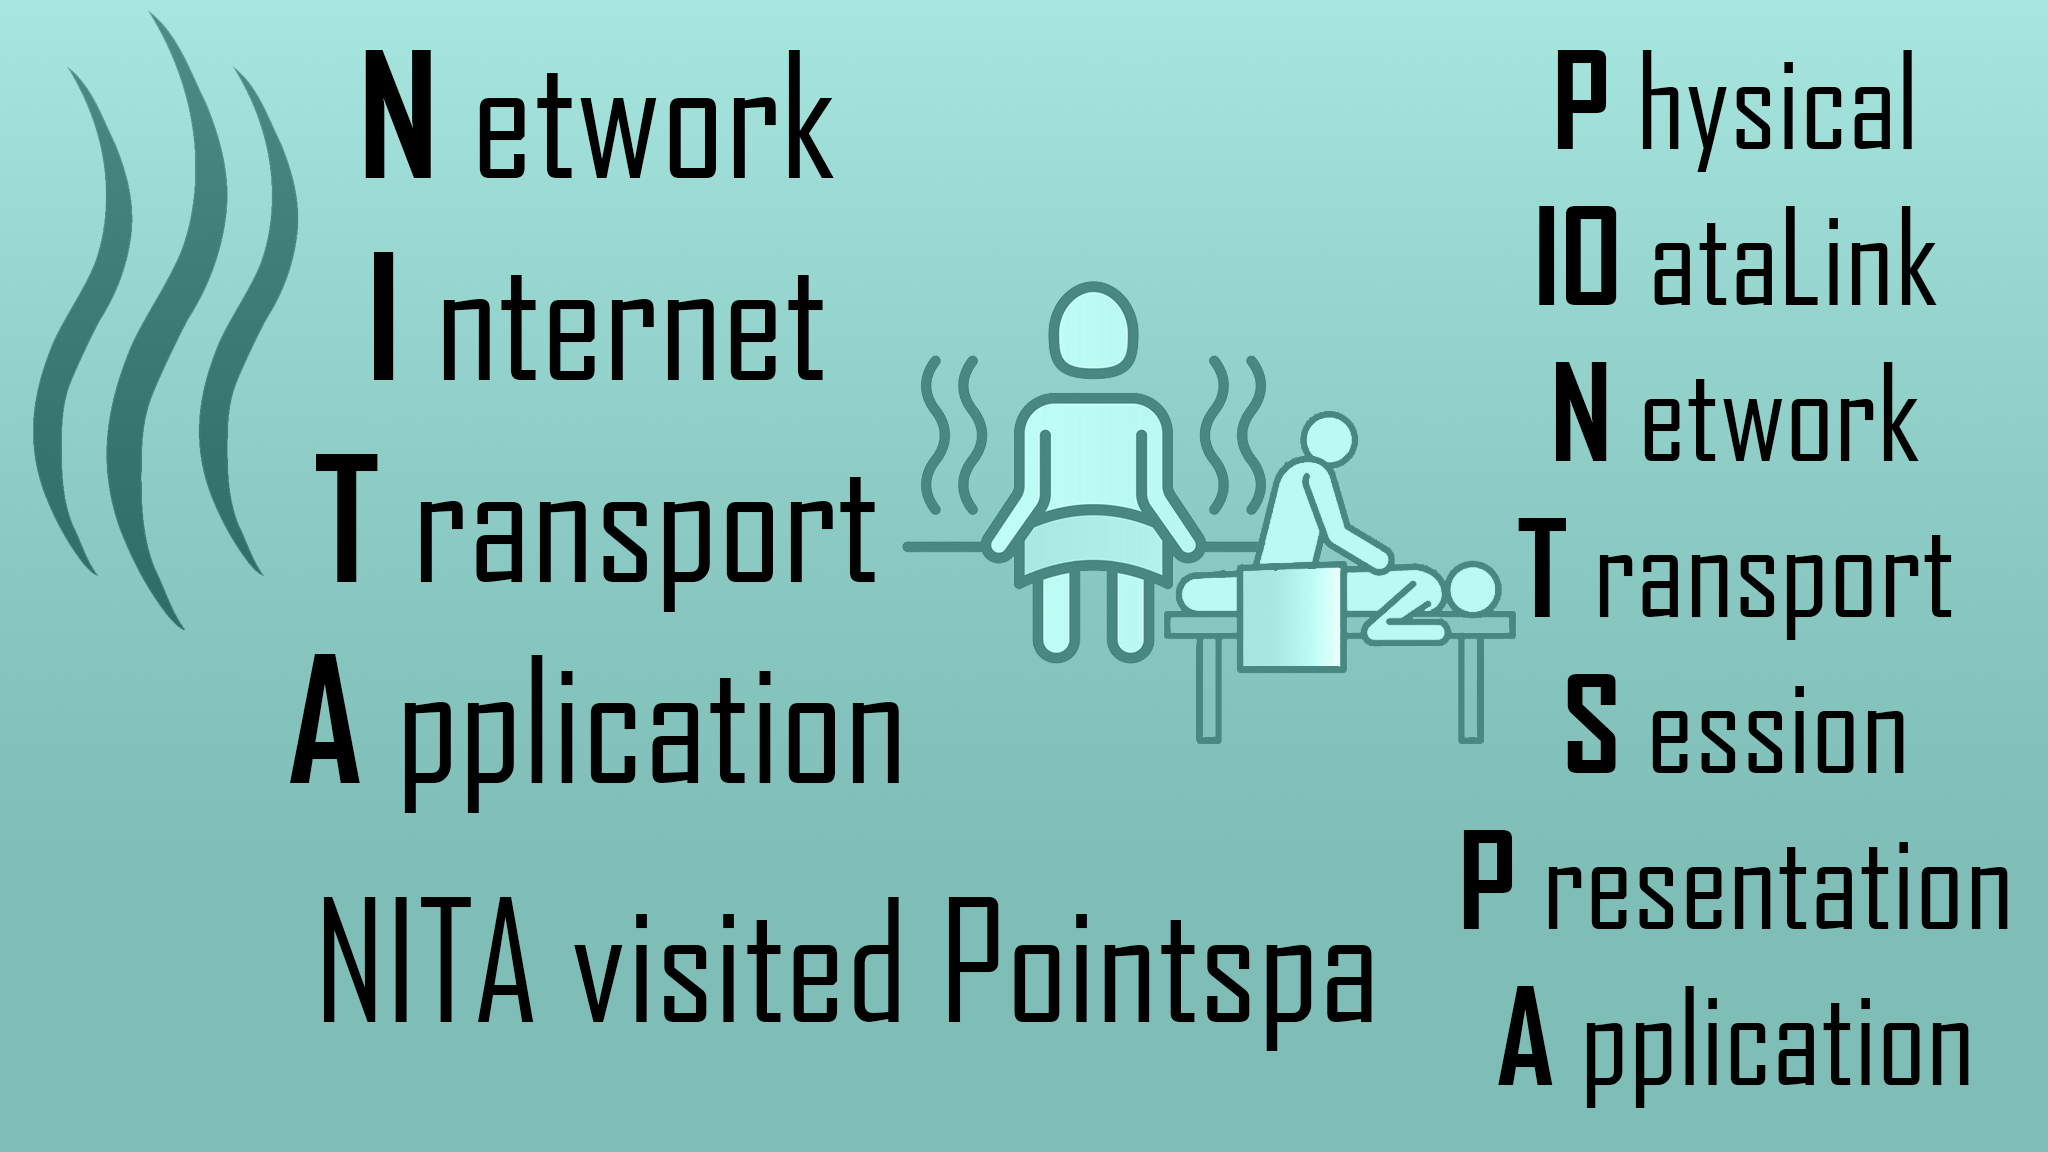 N etwork
I nternet
T ransport
A pplication
NITA visited Pointspa
P hysical
IO ataLink
N etwork
T ransport
S ession
P resentation
A pplication